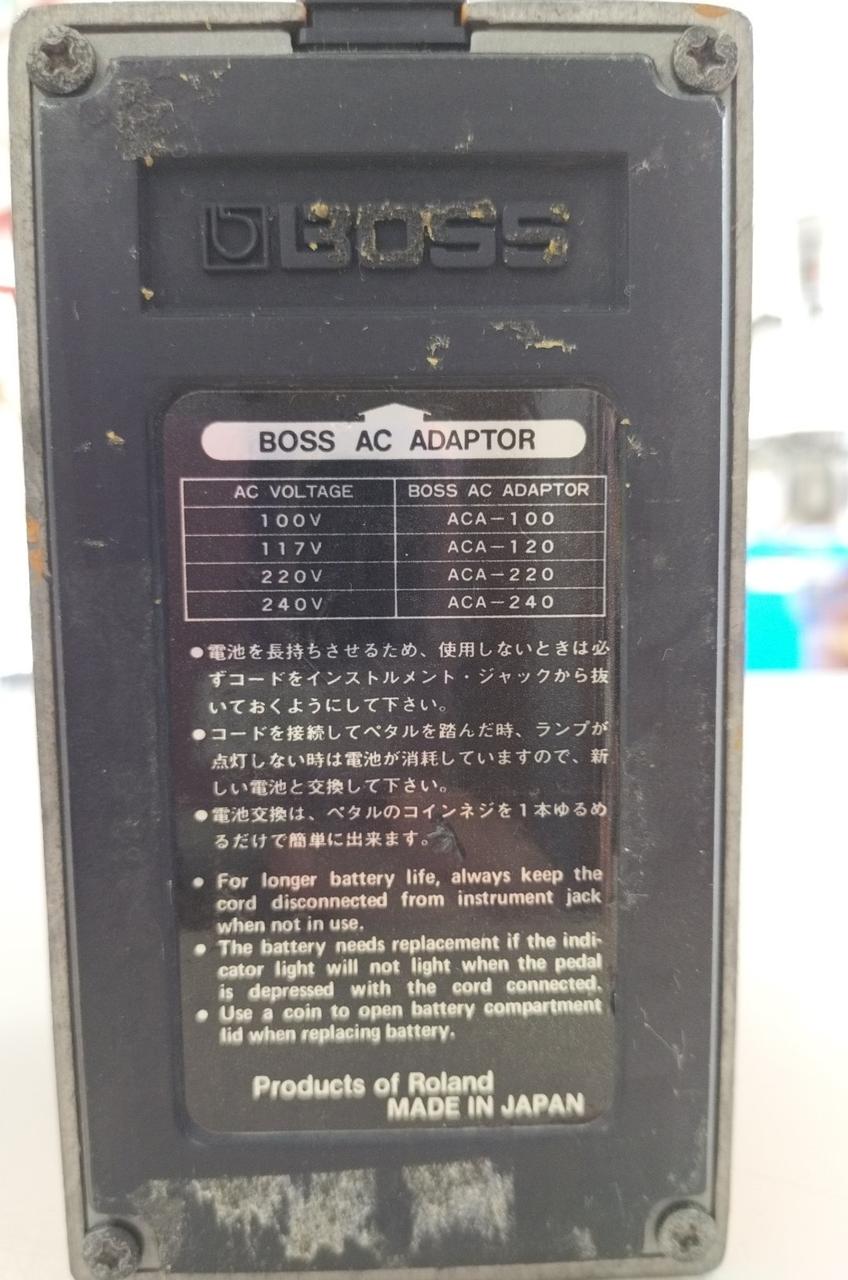 BOSS
BOSS AC ADAPTOR
AC VOLTAGE BOSS AC ADAPTOR
100V ACA-100
117V ACA-120
220V ACA-220
240V ACA-240
●電池を長持ちさせるため、使用しないときは必
ずコードをインストルメント・ジャックから抜
いておくようにして下さい。
●コードを接続してペタルを踏んだ時、ランプが
点灯しない時は電池が消耗していますので、新
しい電池と交換して下さい。
●電池交換は、ペタルのコインネジを1本ゆるめ
るだけで簡単に出来ます。
● For longer battery life, always keep the
cord disconnected from instrument jack
when not in use.
● The battery needs replacement if the indi-
cator light will not light when the pedal
is depressed with the cord connected.
● Use a coin to open battery compartment
lid when replacing battery.
Products of Roland
MADE IN JAPAN